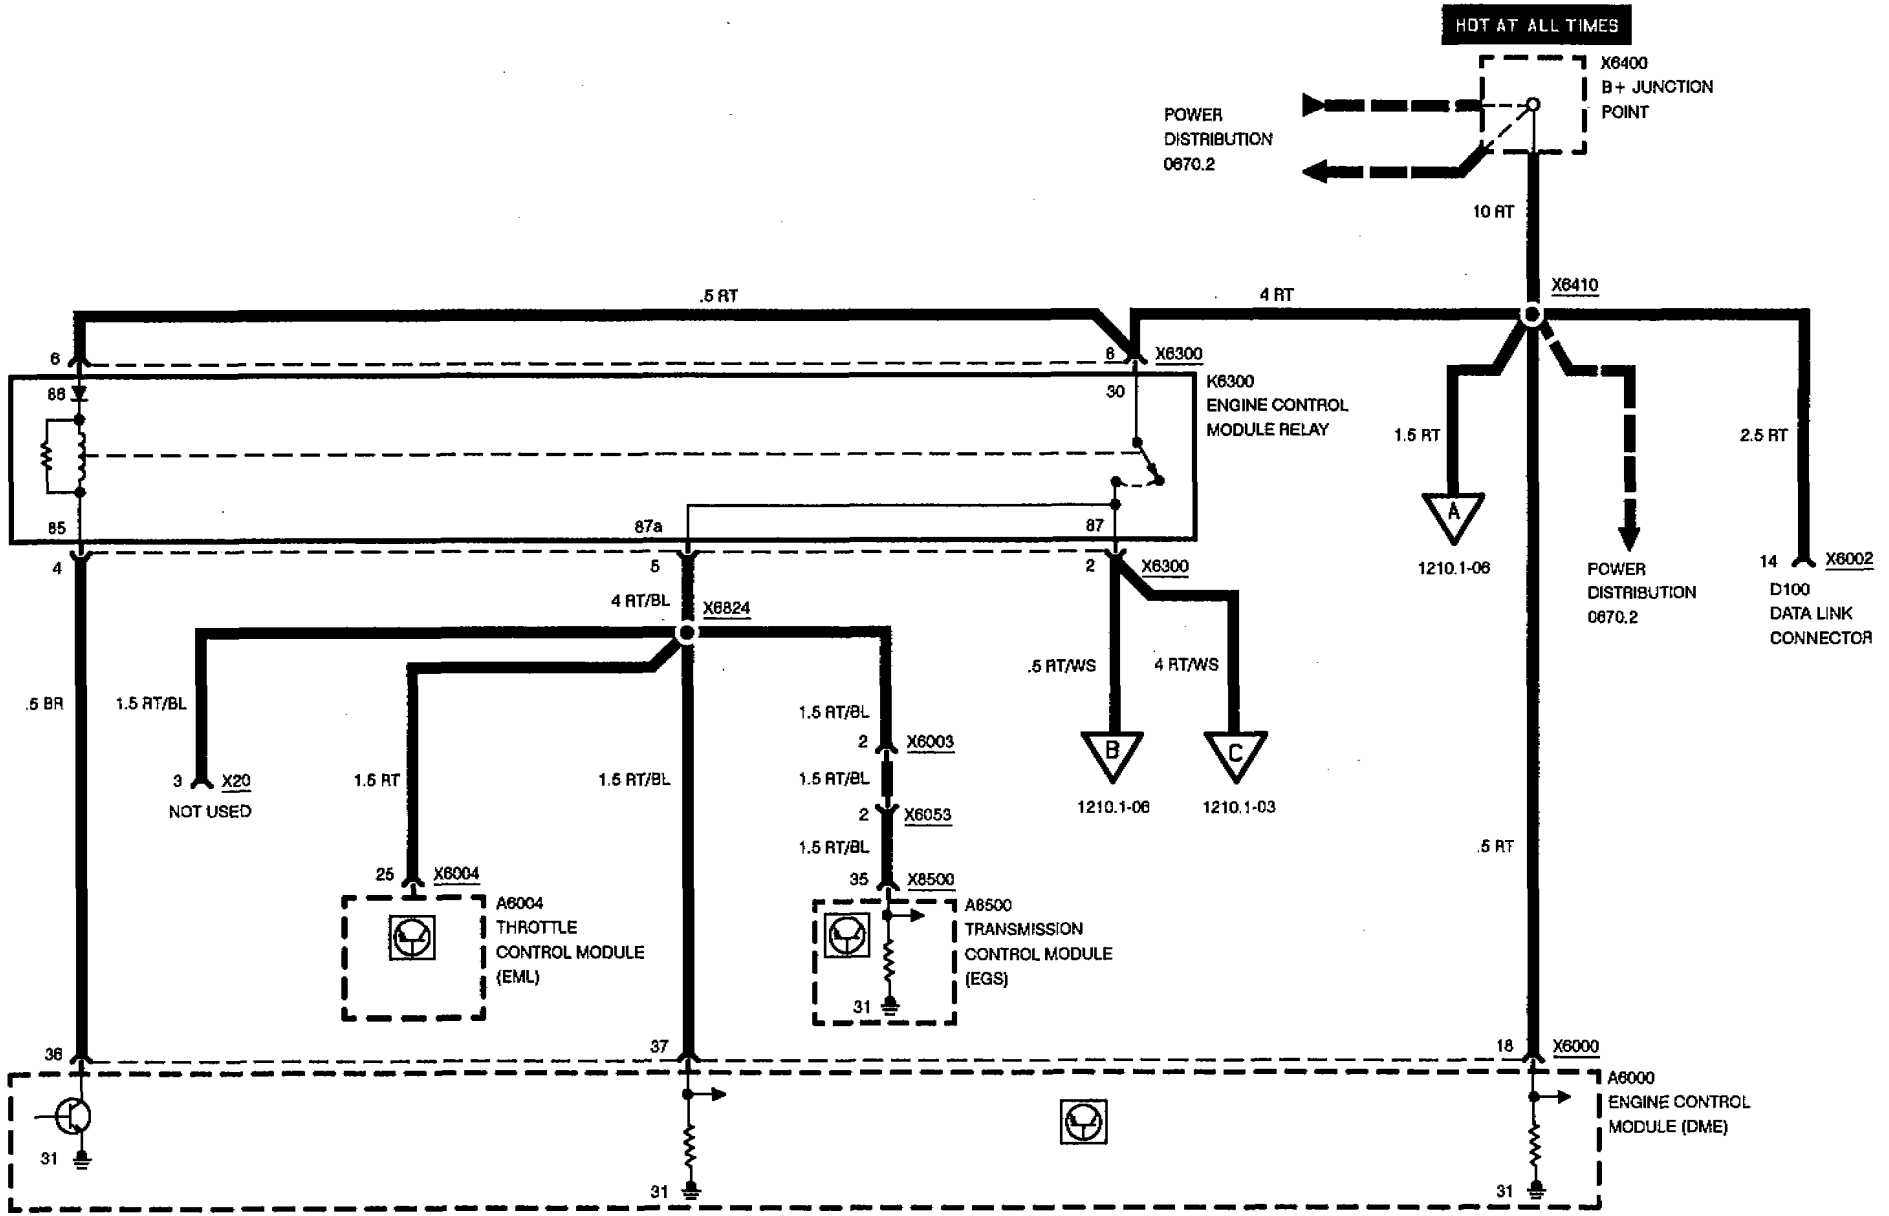 HOT AT ALL TIMES
X6400
B+ JUNCTION
POINT
POWER
DISTRIBUTION
0670.2
10 RT
X6410
.5 RT
4 RT
6
6
X6300
88
30
K6300
ENGINE CONTROL
MODULE RELAY
1.5 RT
2.5 RT
A
85
87a
87
4
5
2
X6300
1210.1-06
POWER
DISTRIBUTION
0670.2
14
X6002
D100
DATA LINK
CONNECTOR
4 RT/BL
X6824
.5 RT/WS
4 RT/WS
.5 BR
1.5 RT/BL
1.5 RT/BL
2
X6003
B
C
3
X20
NOT USED
1.5 RT
1.5 RT/BL
1.5 RT/BL
1210.1-06
1210.1-03
2
X6053
1.5 RT/BL
.5 RT
25
X6004
35
X8500
A6004
THROTTLE
CONTROL MODULE
(EML)
A8500
TRANSMISSION
CONTROL MODULE
(EGS)
31
36
37
18
X6000
A6000
ENGINE CONTROL
MODULE (DME)
31
31
31